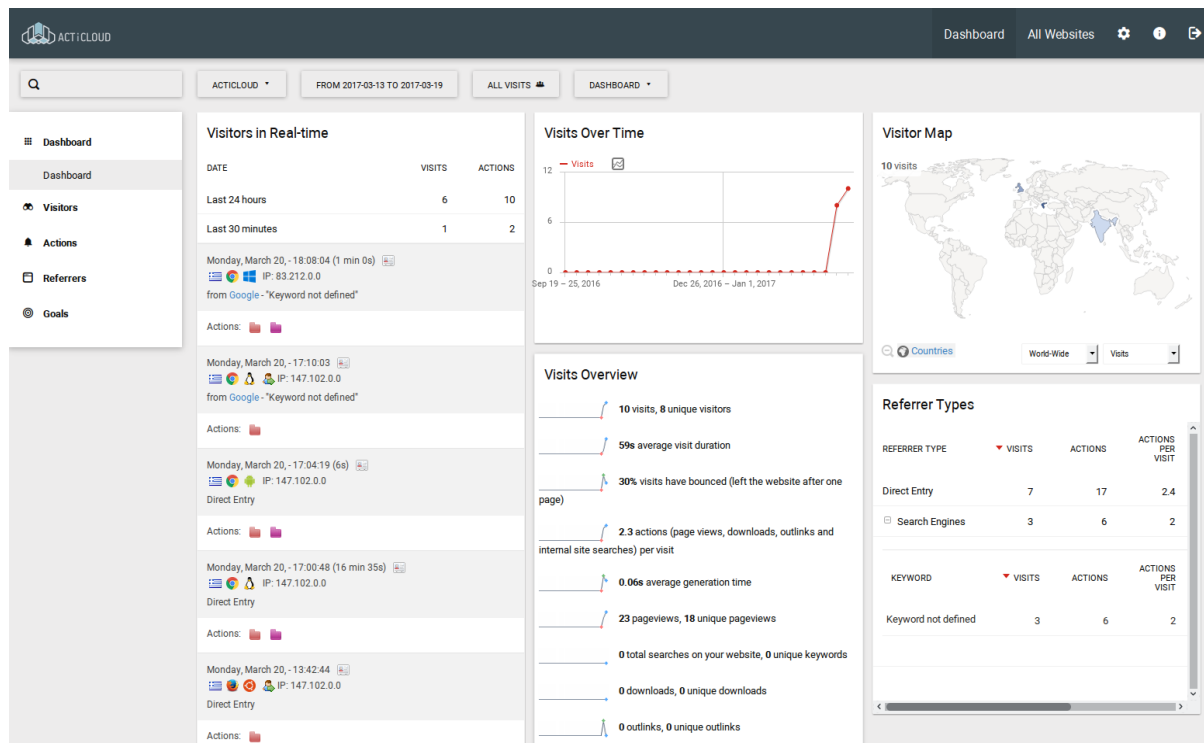 ACTiCLOUD
Dashboard All Websites
ACTICLOUD FROM 2017-03-13 TO 2017-03-19 ALL VISITS DASHBOARD
Dashboard
Dashboard
Visitors
Actions
Referrers
Goals
Visitors in Real-time
DATE VISITS ACTIONS
Last 24 hours 6 10
Last 30 minutes 1 2
Monday, March 20, - 18:08:04 (1 min 0s)
IP: 83.212.0.0
from Google - "Keyword not defined"
Actions:
Monday, March 20, - 17:10:03
IP: 147.102.0.0
from Google - "Keyword not defined"
Actions:
Monday, March 20, - 17:04:19 (6s)
IP: 147.102.0.0
Direct Entry
Actions:
Monday, March 20, - 17:00:48 (16 min 35s)
IP: 147.102.0.0
Direct Entry
Actions:
Monday, March 20, - 13:42:44
IP: 147.102.0.0
Direct Entry
Actions:
Visits Over Time
Visits
12
6
0
Sep 19 – 25, 2016 Dec 26, 2016 – Jan 1, 2017
Visits Overview
10 visits, 8 unique visitors
59s average visit duration
30% visits have bounced (left the website after one
page)
2.3 actions (page views, downloads, outlinks and
internal site searches) per visit
0.06s average generation time
23 pageviews, 18 unique pageviews
0 total searches on your website, 0 unique keywords
0 downloads, 0 unique downloads
0 outlinks, 0 unique outlinks
Visitor Map
10 visits
Countries World-Wide Visits
Referrer Types
REFERRER TYPE VISITS ACTIONS ACTIONS
PER
VISIT
Direct Entry 7 17 2.4
Search Engines 3 6 2
KEYWORD VISITS ACTIONS ACTIONS
PER
VISIT
Keyword not defined 3 6 2